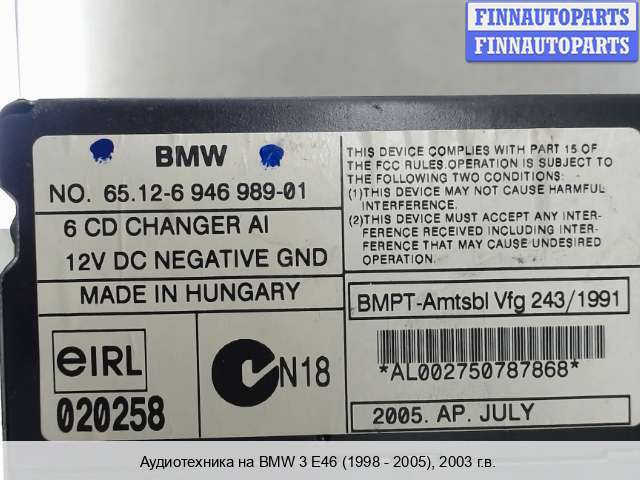 FINNAUTOPARTS
FINNAUTOPARTS
BMW
NO. 65.12-6 946 989-01
6 CD CHANGER AI
12V DC NEGATIVE GND
MADE IN HUNGARY
eIRL
020258
N18
THIS DEVICE COMPLIES WITH PART 15 OF
THE FCC RULES.OPERATION IS SUBJECT TO
THE FOLLOWING TWO CONDITIONS:
(1)THIS DEVICE MAY NOT CAUSE HARMFUL
INTERFERENCE.
(2)THIS DEVICE MUST ACCEPT ANY INTER-
FERENCE RECEIVED INCLUDING INTER-
FERENCE THAT MAY CAUSE UNDESIRED
OPERATION.
BMPT-Amtsbl Vfg 243/1991
*AL002750787868*
2005. AP. JULY
Аудиотехника на BMW 3 E46 (1998 - 2005), 2003 г.в.